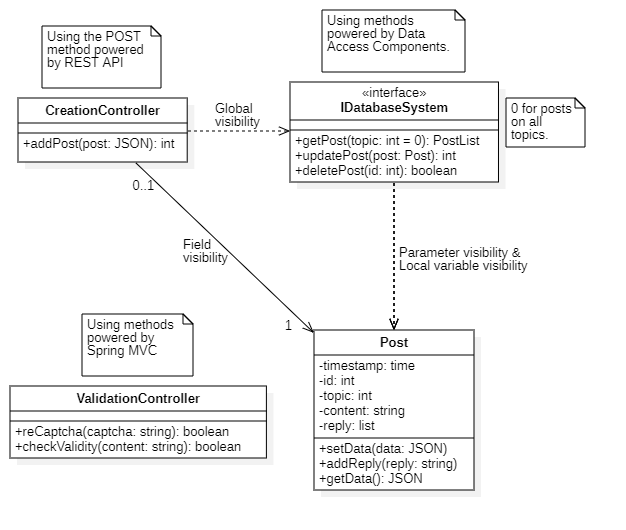 Using the POST
method powered
by REST API
Using methods
powered by Data
Access Components.
CreationController
+addPost(post: JSON): int
Global
visibility
«interface»
IDatabaseSystem
+getPost(topic: int = 0): PostList
+updatePost(post: Post): int
+deletePost(id: int): boolean
0 for posts
on all
topics.
0..1
Field
visibility
1
Parameter visibility &
Local variable visibility
Using methods
powered by
Spring MVC
ValidationController
+reCaptcha(captcha: string): boolean
+checkValidity(content: string): boolean
Post
-timestamp: time
-id: int
-topic: int
-content: string
-reply: list
+setData(data: JSON)
+addReply(reply: string)
+getData(): JSON